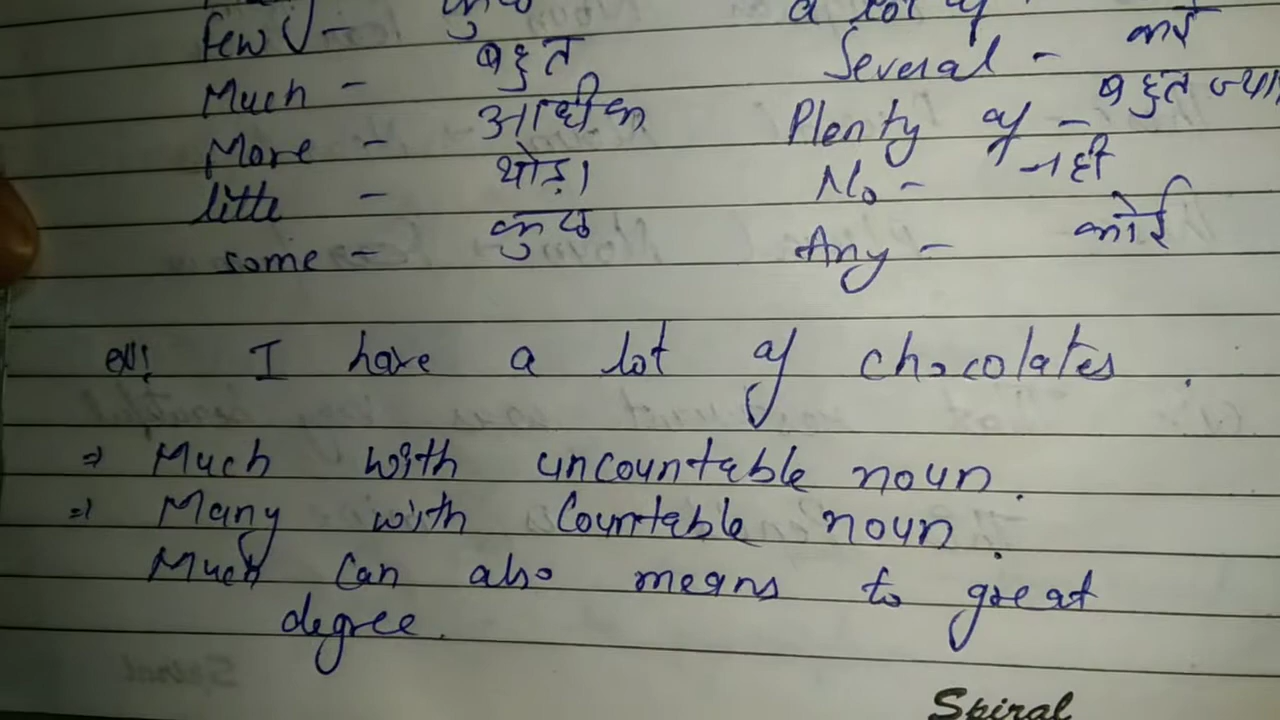 few - कुछ a lot of
Much - बहुत Several - कई
More - आधीक Plenty of - बहुत ज्या
little - थोड़ा No - नही
some - कुछ Any - कोई
ex: I have a lot of chocolates.
⇒ Much with uncountable noun.
⇒ Many with Countable noun.
Much can also means to great
degree.
Spiral